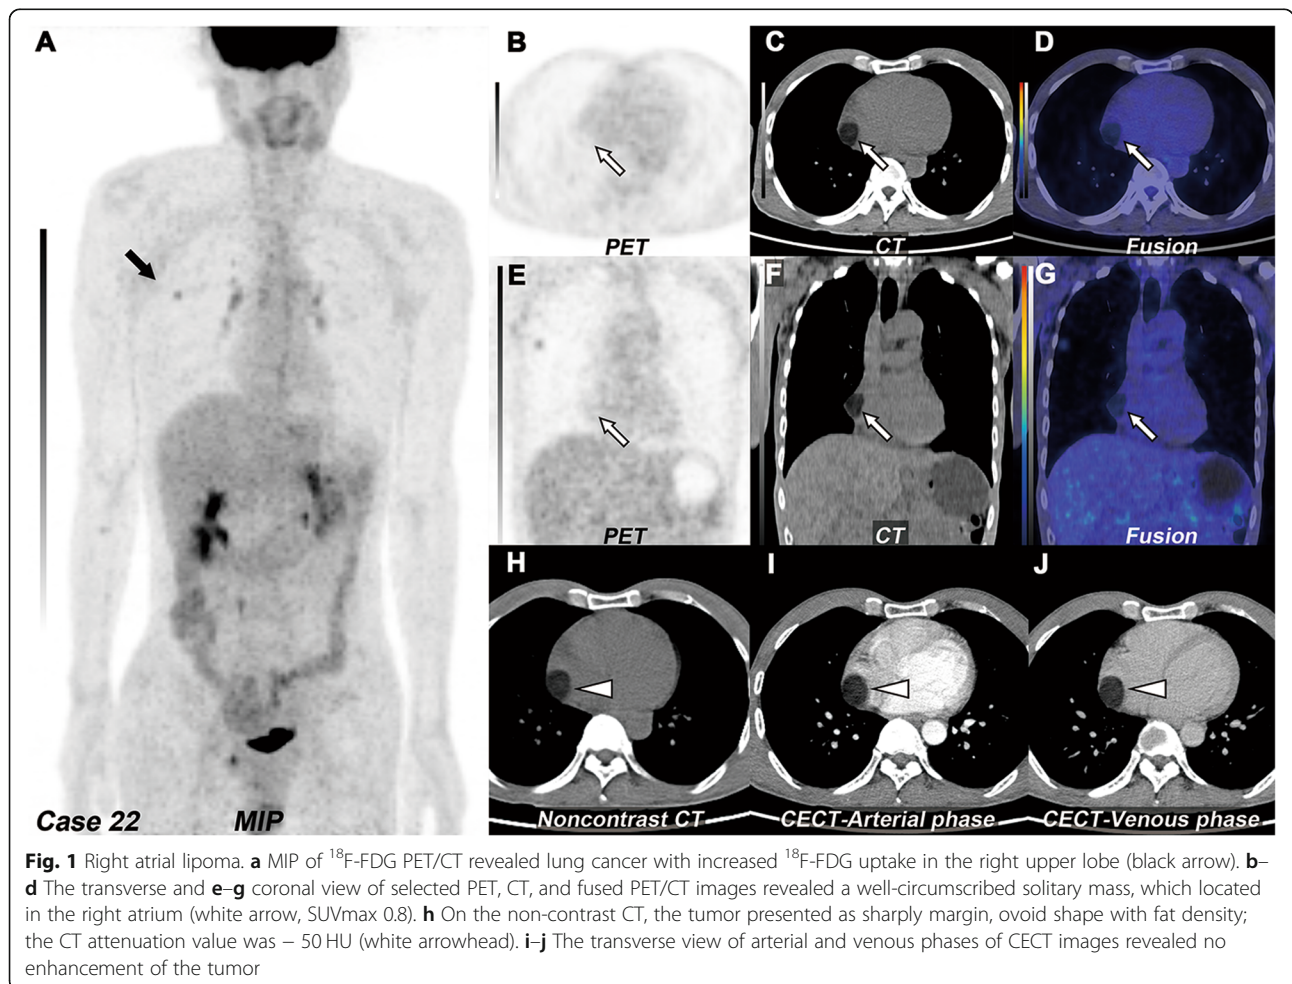 A
B
C
D
PET
CT
Fusion
E
F
G
PET
CT
Fusion
H
I
J
Case 22
MIP
Noncontrast CT
CECT-Arterial phase
CECT-Venous phase
Fig. 1 Right atrial lipoma. a MIP of 18F-FDG PET/CT revealed lung cancer with increased 18F-FDG uptake in the right upper lobe (black arrow). b–
d The transverse and e–g coronal view of selected PET, CT, and fused PET/CT images revealed a well-circumscribed solitary mass, which located
in the right atrium (white arrow, SUVmax 0.8). h On the non-contrast CT, the tumor presented as sharply margin, ovoid shape with fat density;
the CT attenuation value was − 50 HU (white arrowhead). i–j The transverse view of arterial and venous phases of CECT images revealed no
enhancement of the tumor